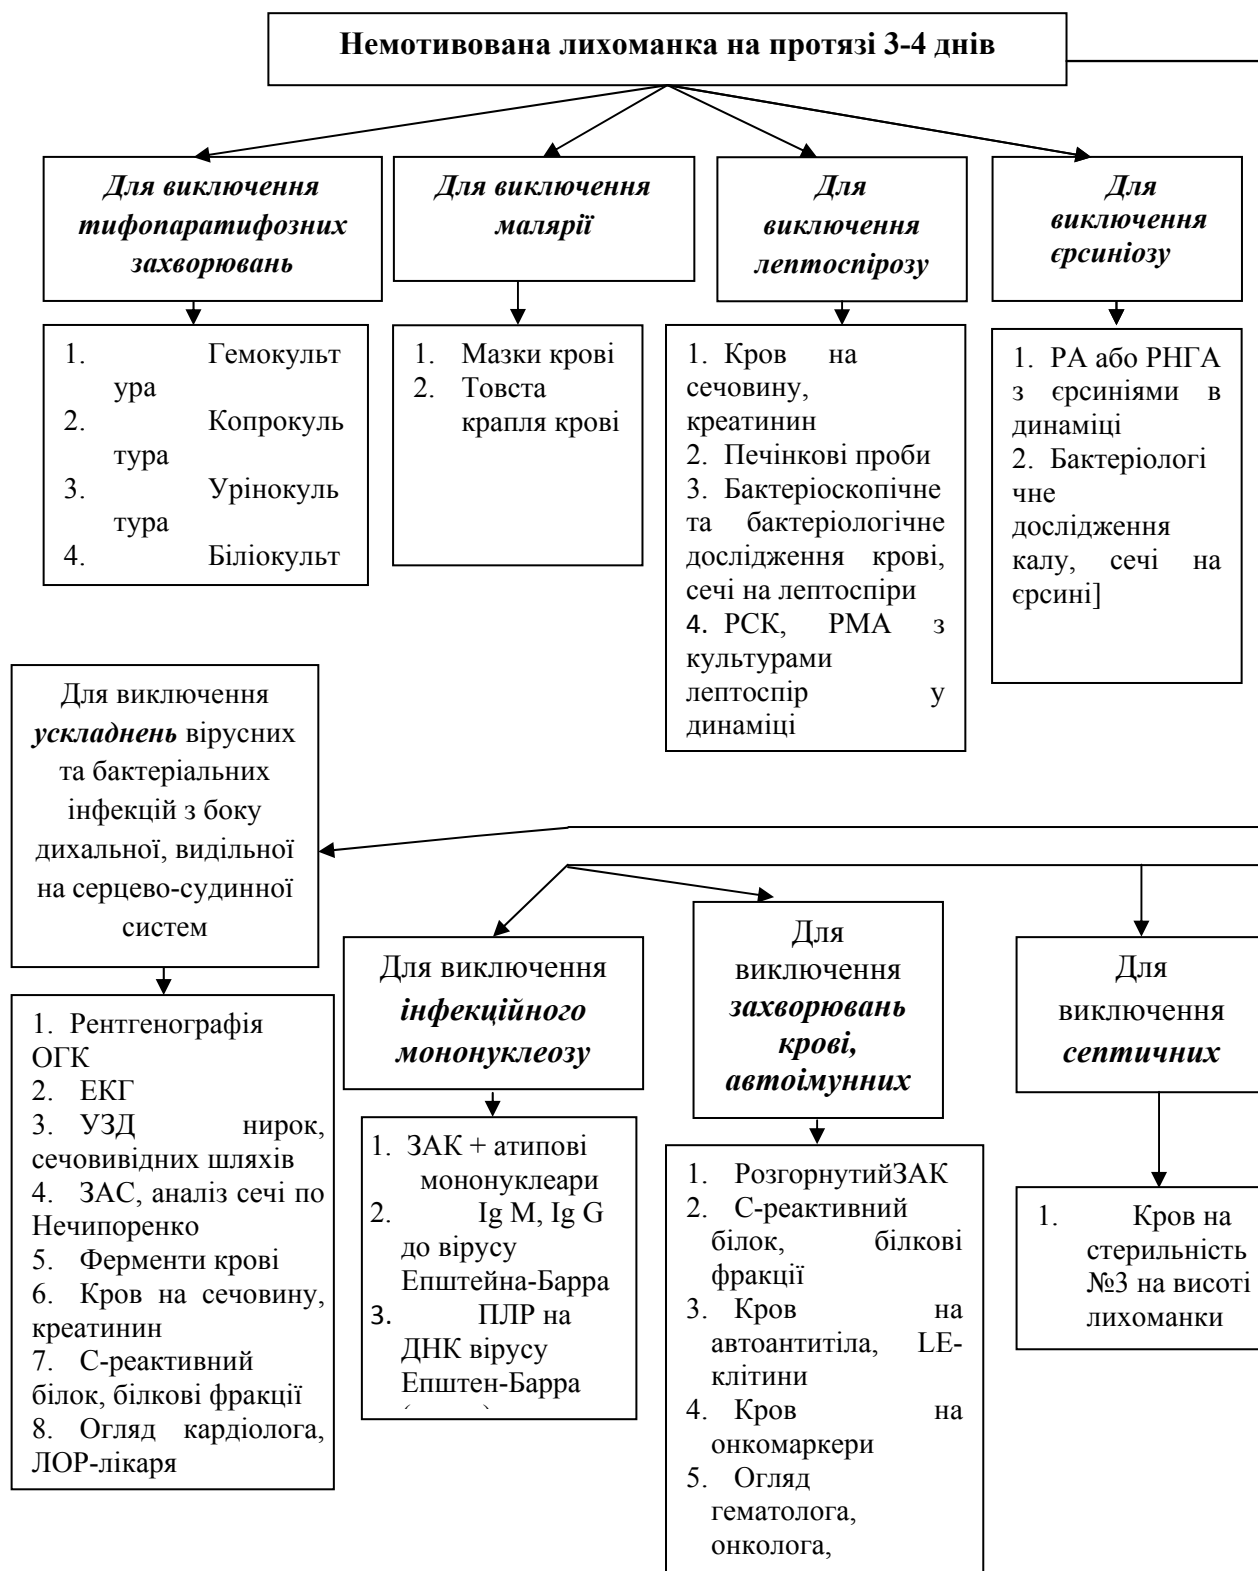 Немотивована лихоманка на протязі 3-4 днів
Для виключення
тифопаратифозних
захворювань
Для виключення
малярії
Для
виключення
лептоспірозу
Для
виключення
єрсиніозу
1. Гемокульт
ура
2. Копрокуль
тура
3. Урінокуль
тура
4. Біліокульт
1. Мазки крові
2. Товста
крапля крові
1. Кров на
сечовину,
креатинин
2. Печінкові проби
3. Бактеріоскопічне
та бактеріологічне
дослідження крові,
сечі на лептоспіри
4. РСК, РМА з
культурами
лептоспір у
динаміці
1. РА або РНГА
з єрсиніями в
динаміці
2. Бактеріологі
чне
дослідження
калу, сечі на
єрсині]
Для виключення
ускладнень вірусних
та бактеріальних
інфекцій з боку
дихальної, видільної
на серцево-судинної
систем
1. Рентгенографія
ОГК
2. ЕКГ
3. УЗД нирок,
сечовивідних шляхів
4. ЗАС, аналіз сечі по
Нечипоренко
5. Ферменти крові
6. Кров на сечовину,
креатинин
7. С-реактивний
білок, білкові фракції
8. Огляд кардіолога,
ЛОР-лікаря
Для виключення
інфекційного
мононуклеозу
1. ЗАК + атипові
мононуклеари
2. Ig M, Ig G
до вірусу
Епштейна-Барра
3. ПЛР на
ДНК вірусу
Епштен-Барра
Для
виключення
захворювань
крові,
автоімунних
1. РозгорнутийЗАК
2. С-реактивний
білок, білкові
фракції
3. Кров на
автоантитіла, LE-
клітини
4. Кров на
онкомаркери
5. Огляд
гематолога,
онколога,
Для
виключення
септичних
1. Кров на
стерильність
№3 на висоті
лихоманки